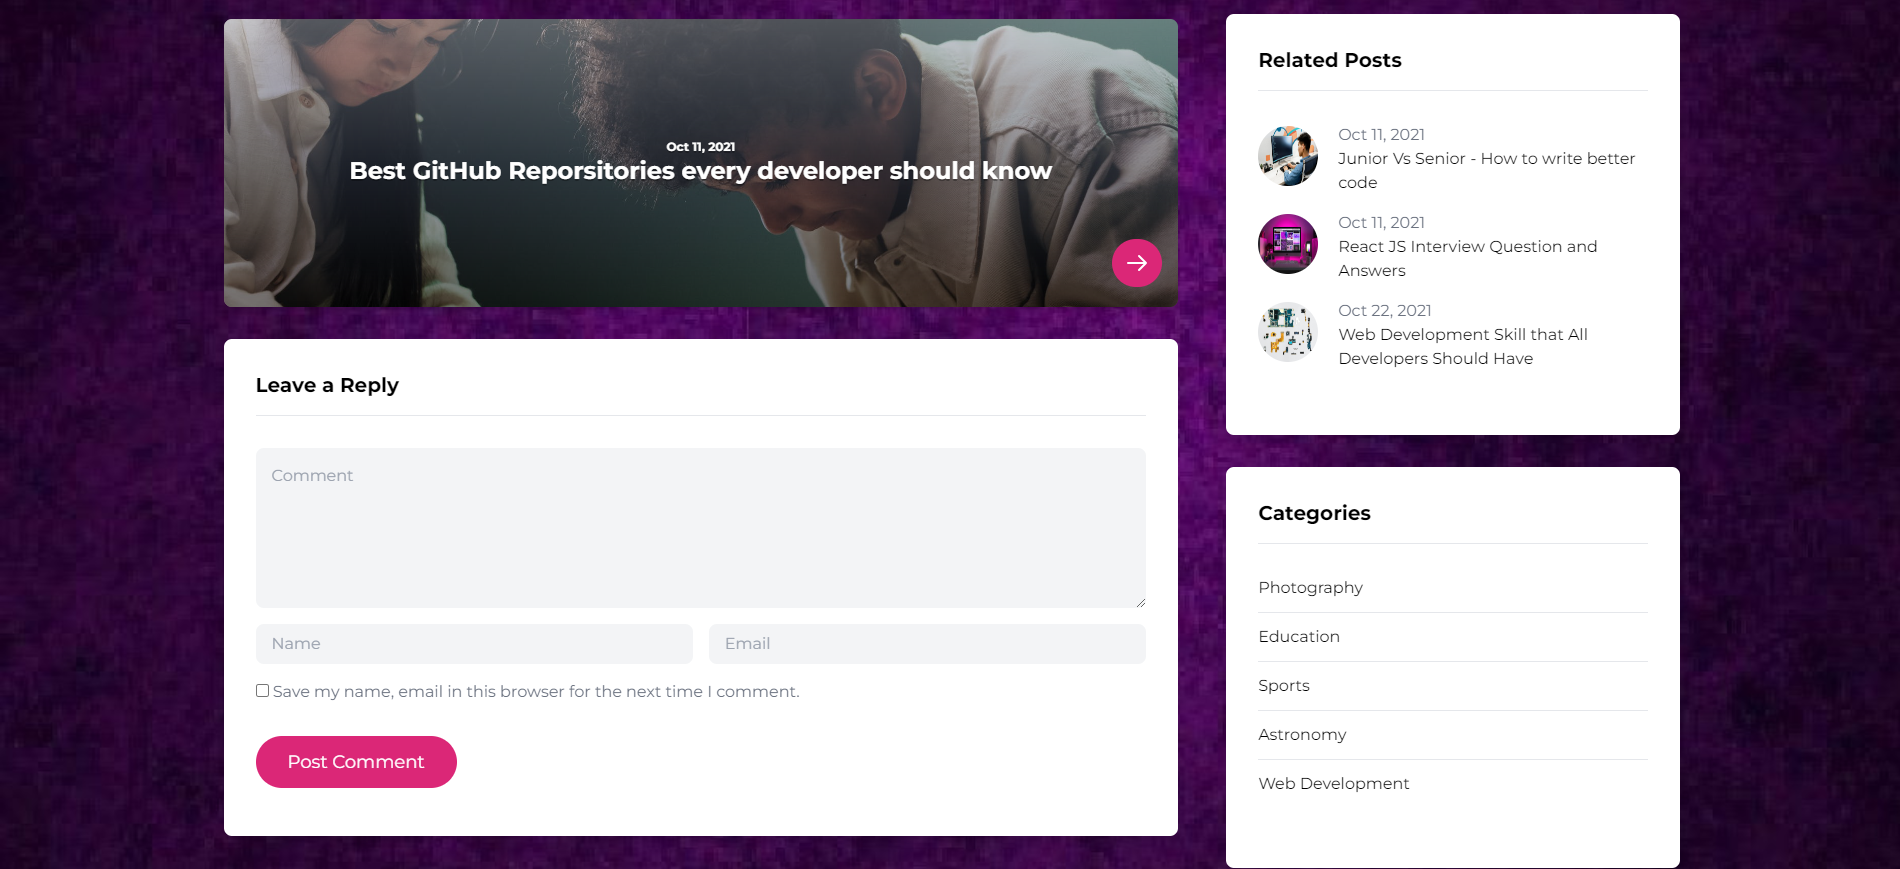 Oct 11, 2021
Best GitHub Reporsitories every developer should know
Leave a Reply
Comment
Name
Email
Save my name, email in this browser for the next time I comment.
Post Comment
Related Posts
Oct 11, 2021
Junior Vs Senior - How to write better
code
Oct 11, 2021
React JS Interview Question and
Answers
Oct 22, 2021
Web Development Skill that All
Developers Should Have
Categories
Photography
Education
Sports
Astronomy
Web Development